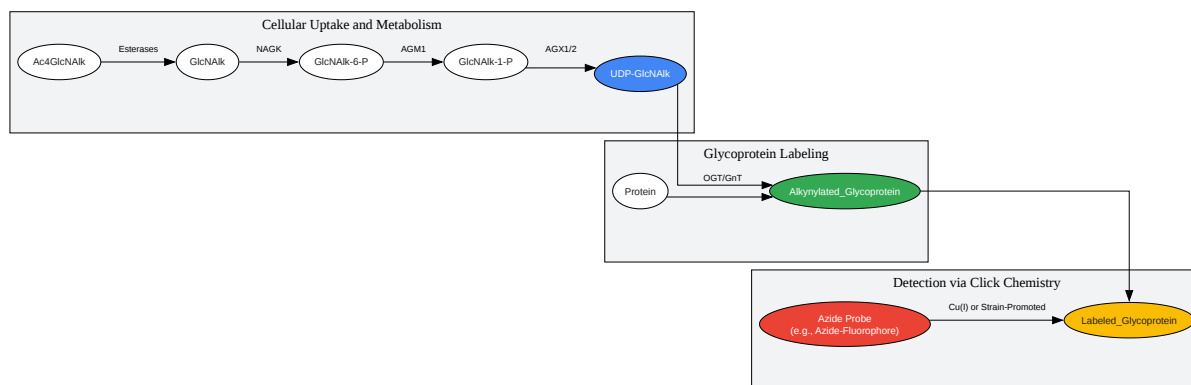 Cellular Uptake and Metabolism
Ac4GlcNAlk
Esterases
GlcNAlk
NAGK
GlcNAlk-6-P
AGM1
GlcNAlk-1-P
AGX1/2
UDP-GlcNAlk
Glycoprotein Labeling
Protein
OGT/GnT
Alkynylated_Glycoprotein
Detection via Click Chemistry
Azide Probe
(e.g., Azide-Fluorophore)
Cu(I) or Strain-Promoted
Labeled_Glycoprotein